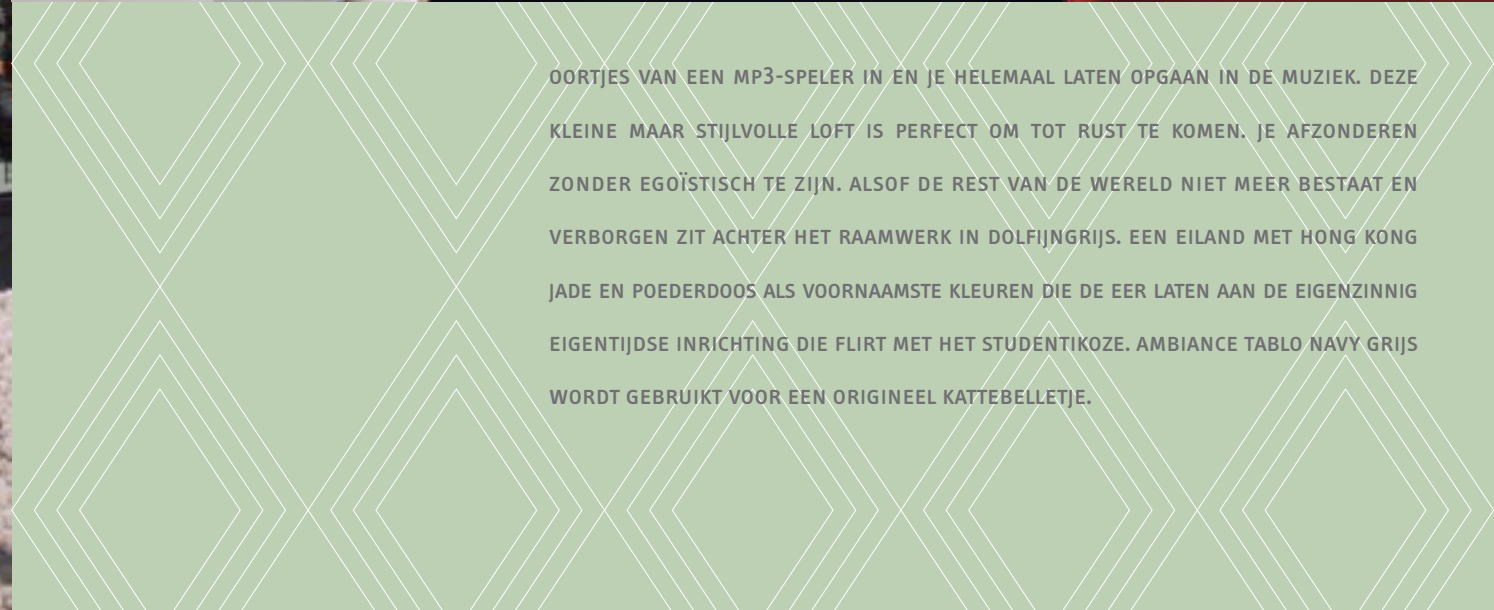 OORTJES VAN EEN MP3-SPELER IN EN JE HELEMAAL LATEN OPGAAN IN DE MUZIEK. DEZE
KLEINE MAAR STIJLVOLLE LOFT IS PERFECT OM TOT RUST TE KOMEN. JE AFZONDEREN
ZONDER EGOÏSTISCH TE ZIJN. ALSOF DE REST VAN DE WERELD NIET MEER BESTAAT EN
VERBORGEN ZIT ACHTER HET RAAMWERK IN DOLFIJNGRIJS. EEN EILAND MET HONG KONG
JADE EN POEDERDOOS ALS VOORNAAMSTE KLEUREN DIE DE EER LATEN AAN DE EIGENZINNIG
EIGENTIJDSE INRICHTING DIE FLIRT MET HET STUDENTIKOZE. AMBIANCE TABLO NAVY GRIJS
WORDT GEBRUIKT VOOR EEN ORIGINEEL KATTEBELLETJE.